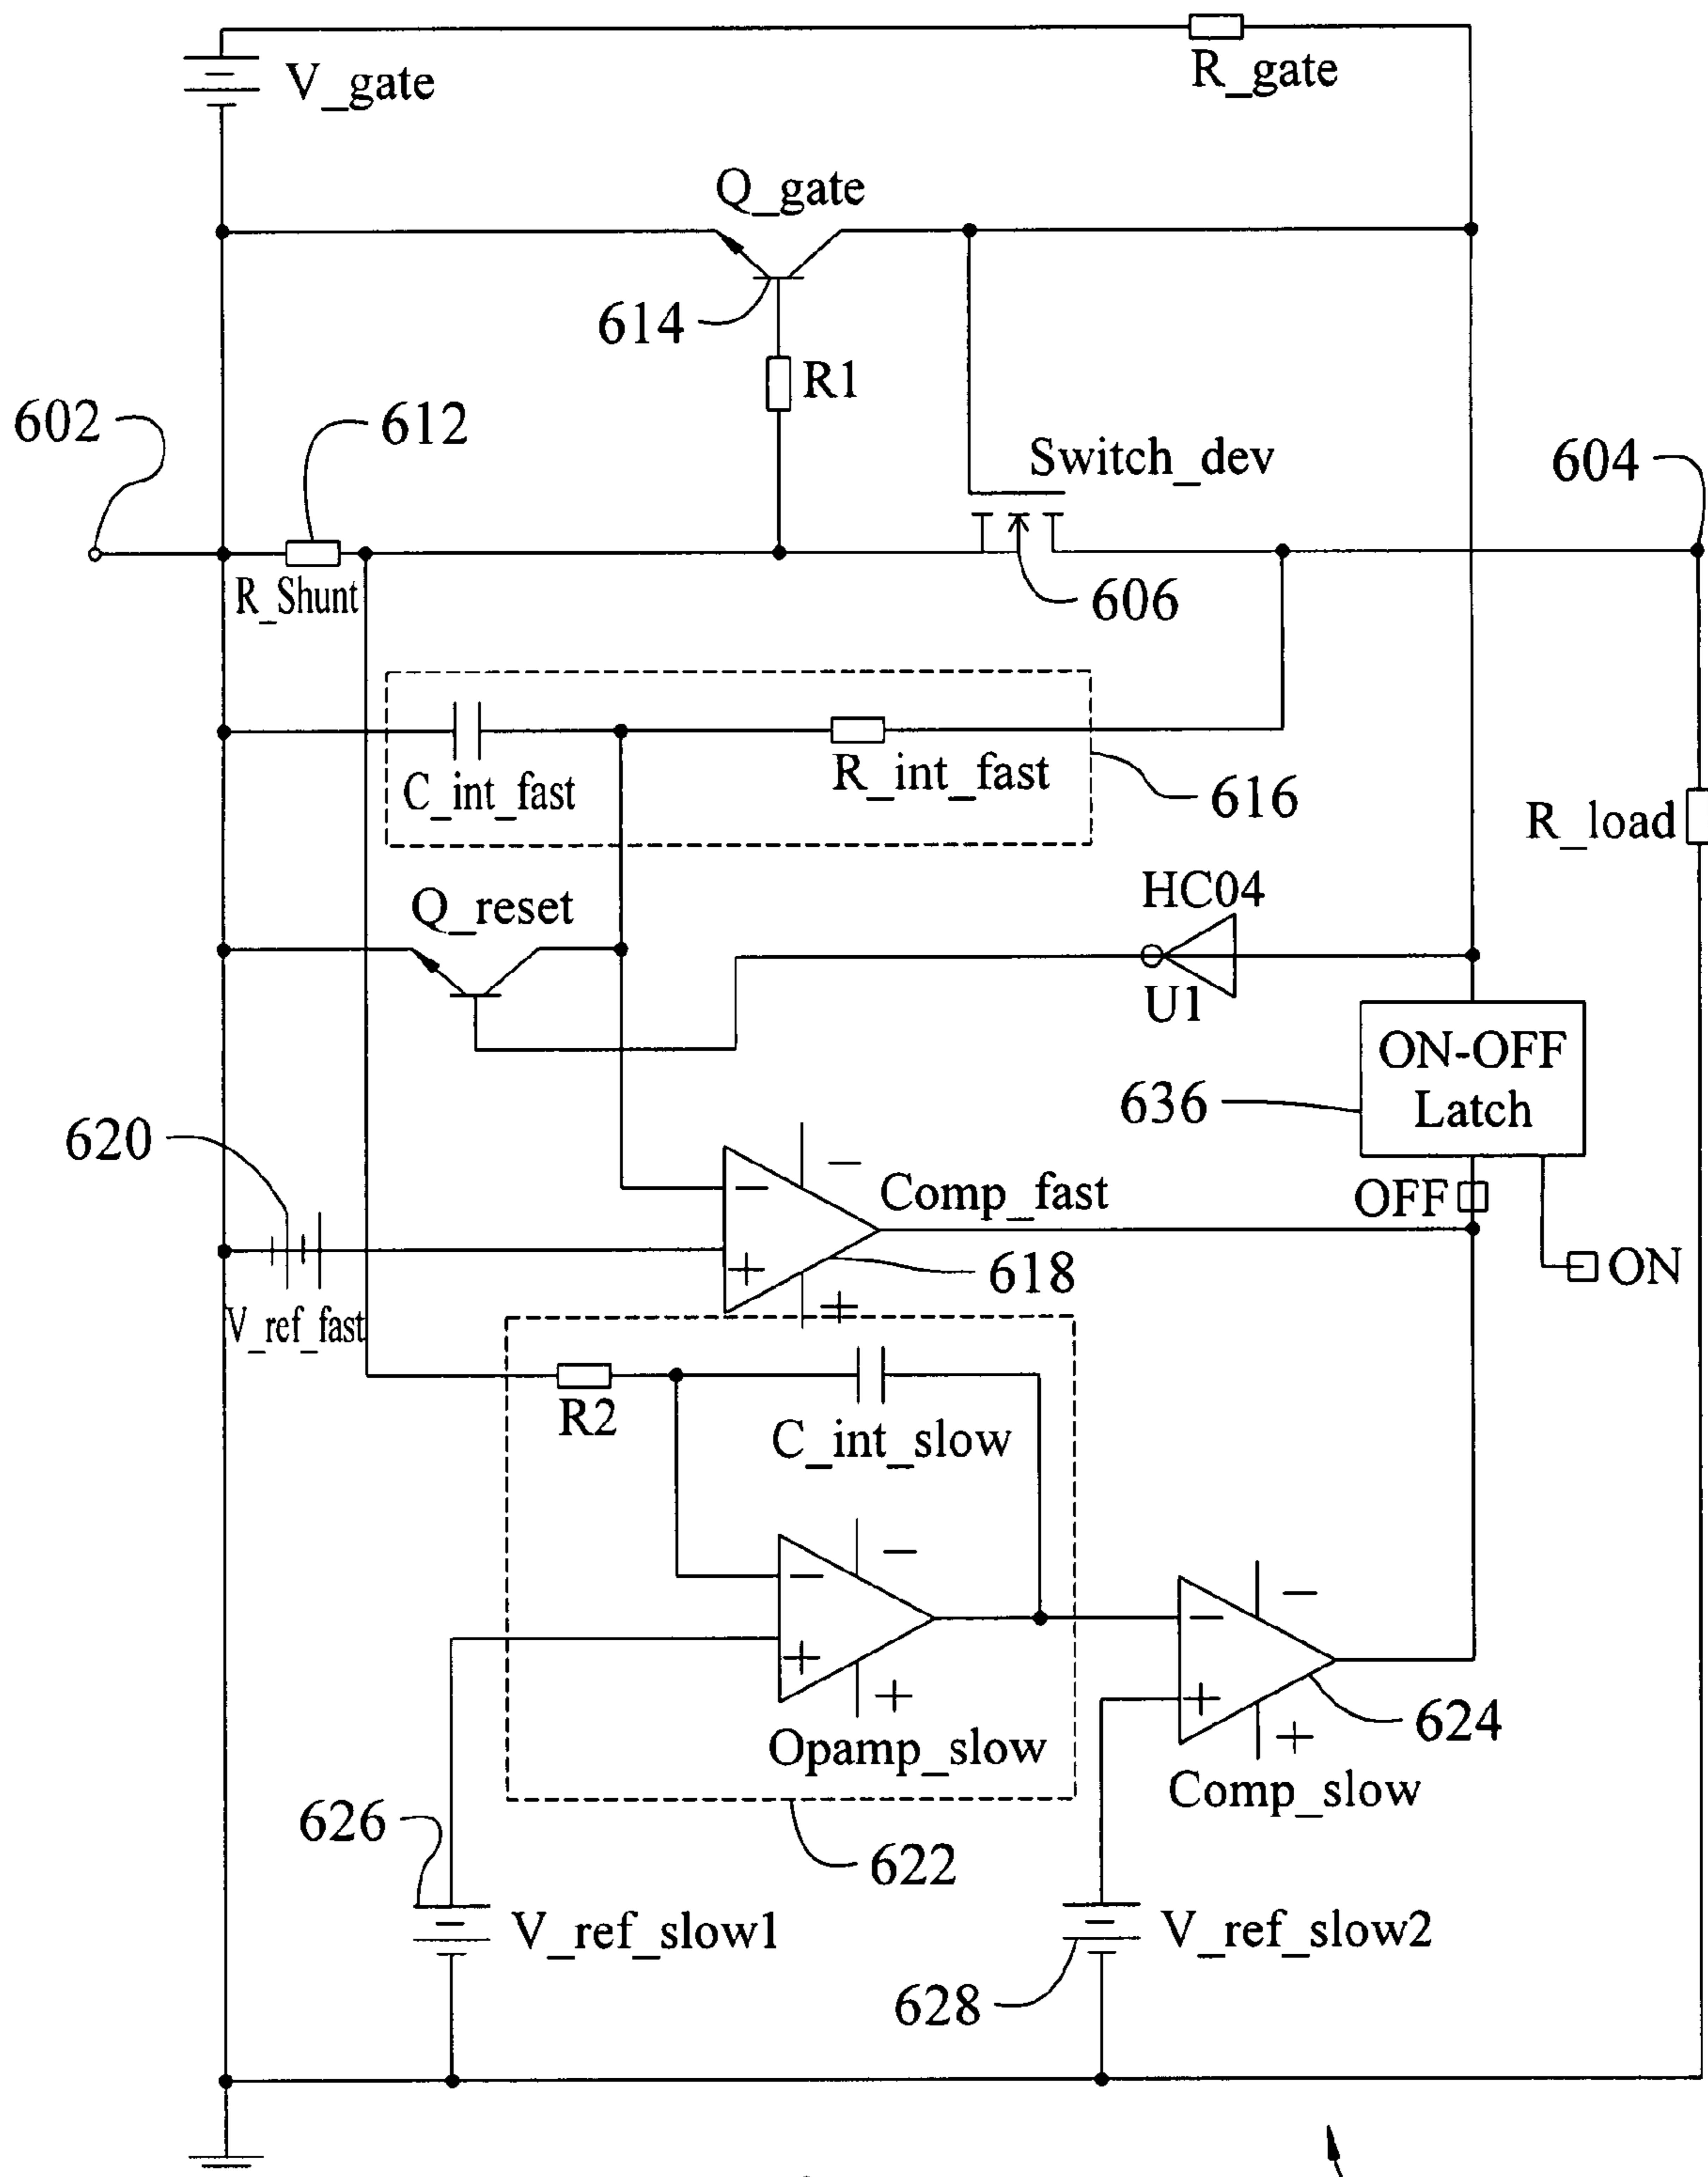 V_gate
R_gate
Q_gate
614
R1
602
612
Switch_dev
604
R_Shunt
606
C_int_fast
R_int_fast
616
R_load
Q_reset
HC04
U1
ON-OFF
Latch
636
620
−
−
Comp_fast
OFF
+
618
ON
+
V_ref_fast
R2
C_int_slow
−
−
−
−
+
+
+
624
Opamp_slow
+
Comp_slow
626
622
V_ref_slow1
V_ref_slow2
628